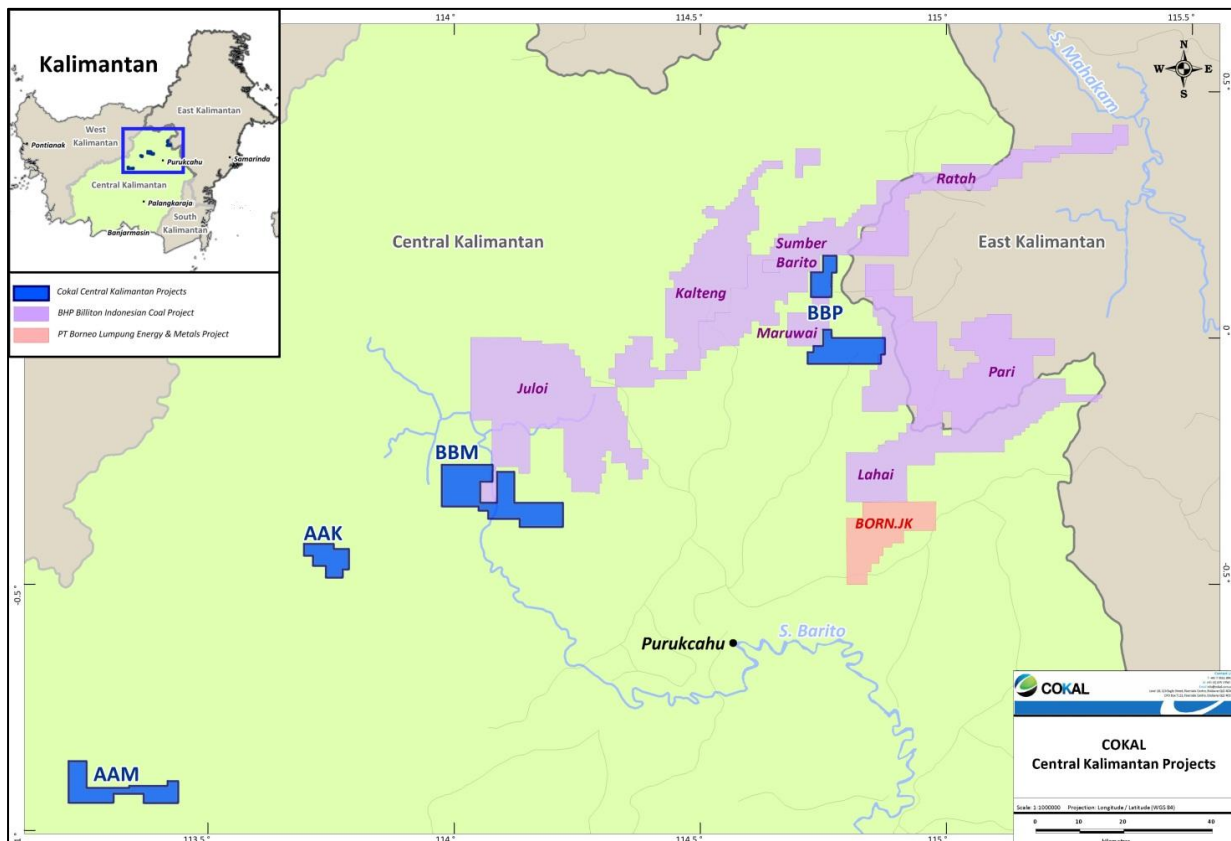 Kalimantan
East Kalimantan
West
Kalimantan
Pontianak
Purukcahu
Samarinda
Central Kalimantan
Palangkaraja
South
Kalimantan
Banjarmasin
Cokal Central Kalimantan Projects
BHP Billiton Indonesian Coal Project
PT Borneo Lumpung Energy & Metals Project
114°
114.5°
115°
115.5°
N
W
E
S
S. Mahakam
0.5°
Ratah
Central Kalimantan
East Kalimantan
Sumber
Barito
Kalteng
BBP
Maruwai
0°
Juloi
Pari
BBM
Lahai
BORN.JK
AAK
-0.5°
Purukcahu
S. Barito
AAM
COKAL
COKAL
Central Kalimantan Projects
Scale 1:1000000 Projection: Longitude / Latitude (WGS 84)
0 10 20 40
kilometres
113.5°
114°
114.5°
115°